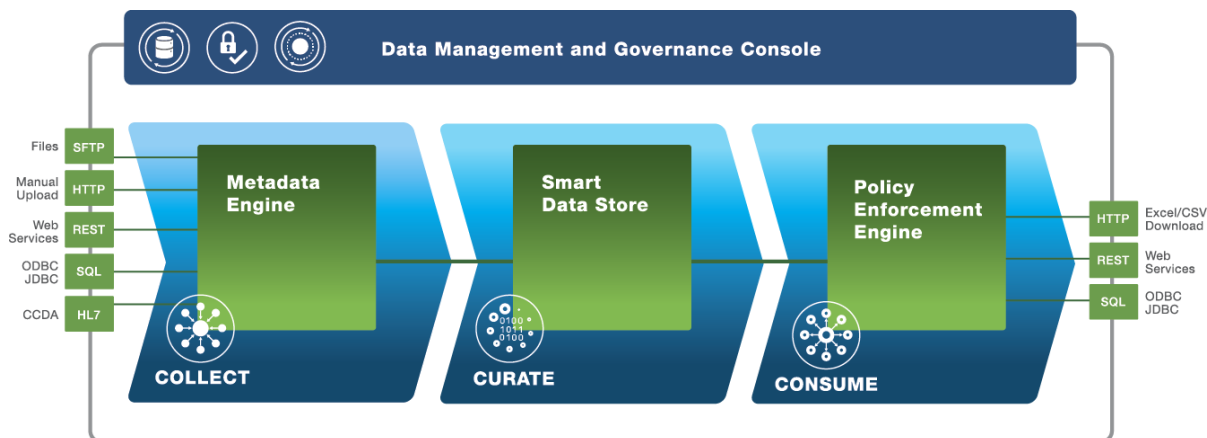 Data Management and Governance Console
Files
SFTP
Manual
Upload
HTTP
Web
Services
REST
ODBC
JDBC
SQL
CCDA
HL7
Metadata
Engine
COLLECT
Smart
Data Store
0100
1011
0100
CURATE
Policy
Enforcement
Engine
CONSUME
HTTP
Excel/CSV
Download
REST
Web
Services
SQL
ODBC
JDBC